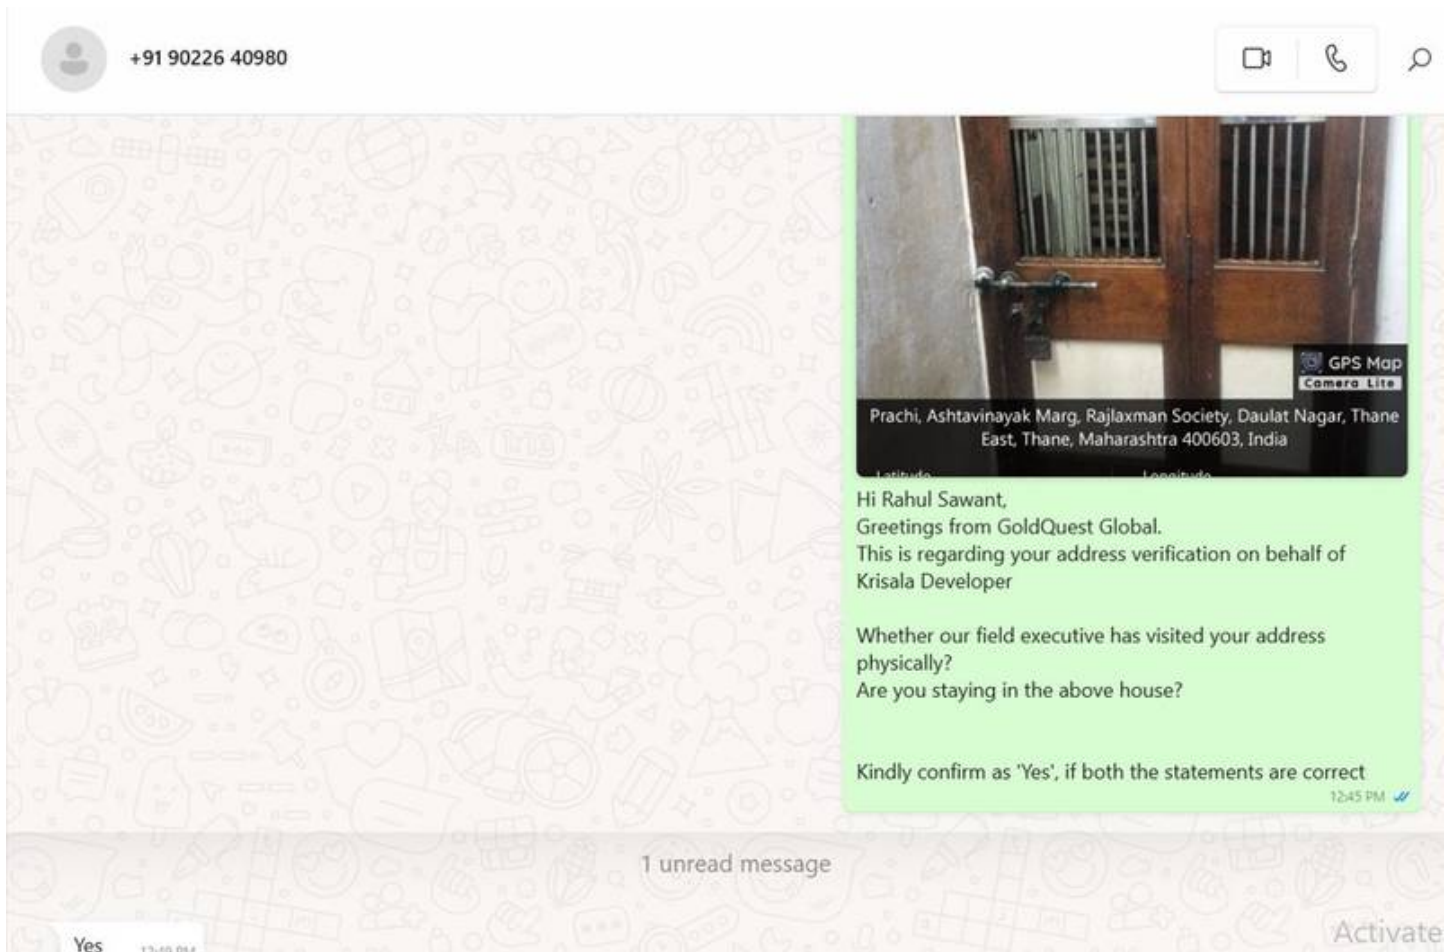 +91 90226 40980
GPS Map
Camera Lite
Prachi, Ashtavinayak Marg, Rajlaxman Society, Daulat Nagar, Thane
East, Thane, Maharashtra 400603, India
Latitude Longitude
Hi Rahul Sawant,
Greetings from GoldQuest Global.
This is regarding your address verification on behalf of
Krisala Developer
Whether our field executive has visited your address
physically?
Are you staying in the above house?
Kindly confirm as 'Yes', if both the statements are correct
12:45 PM
1 unread message
Activate
Yes